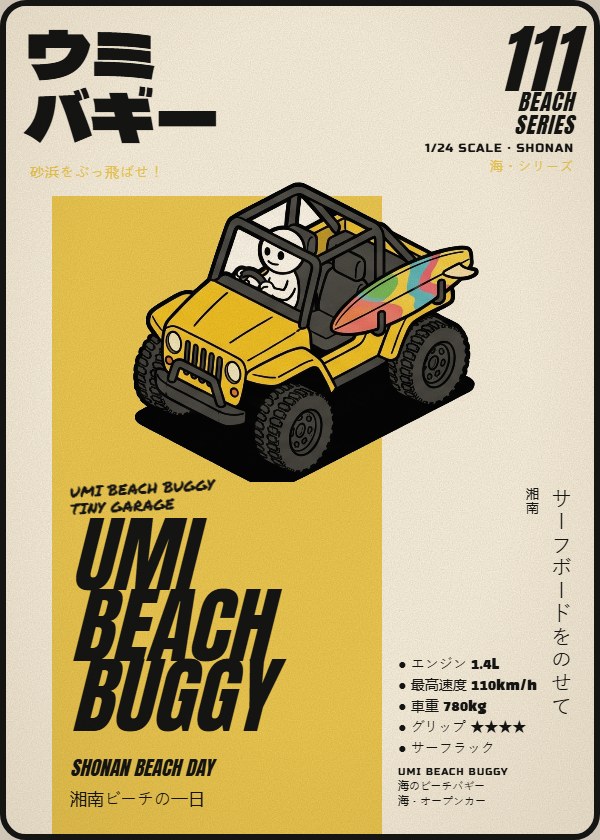 ウミ
バギー
砂浜をぶっ飛ばせ！
111
BEACH
SERIES
1/24 SCALE · SHONAN
海・シリーズ
UMI BEACH BUGGY
TINY GARAGE
UMI
BEACH
BUGGY
SHONAN BEACH DAY
湘南ビーチの一日
サーフボードをのせて
湘南
● エンジン 1.4L
● 最高速度 110km/h
● 車重 780kg
● グリップ ★★★★
● サーフラック
UMI BEACH BUGGY
海のビーチバギー
海・オープンカー